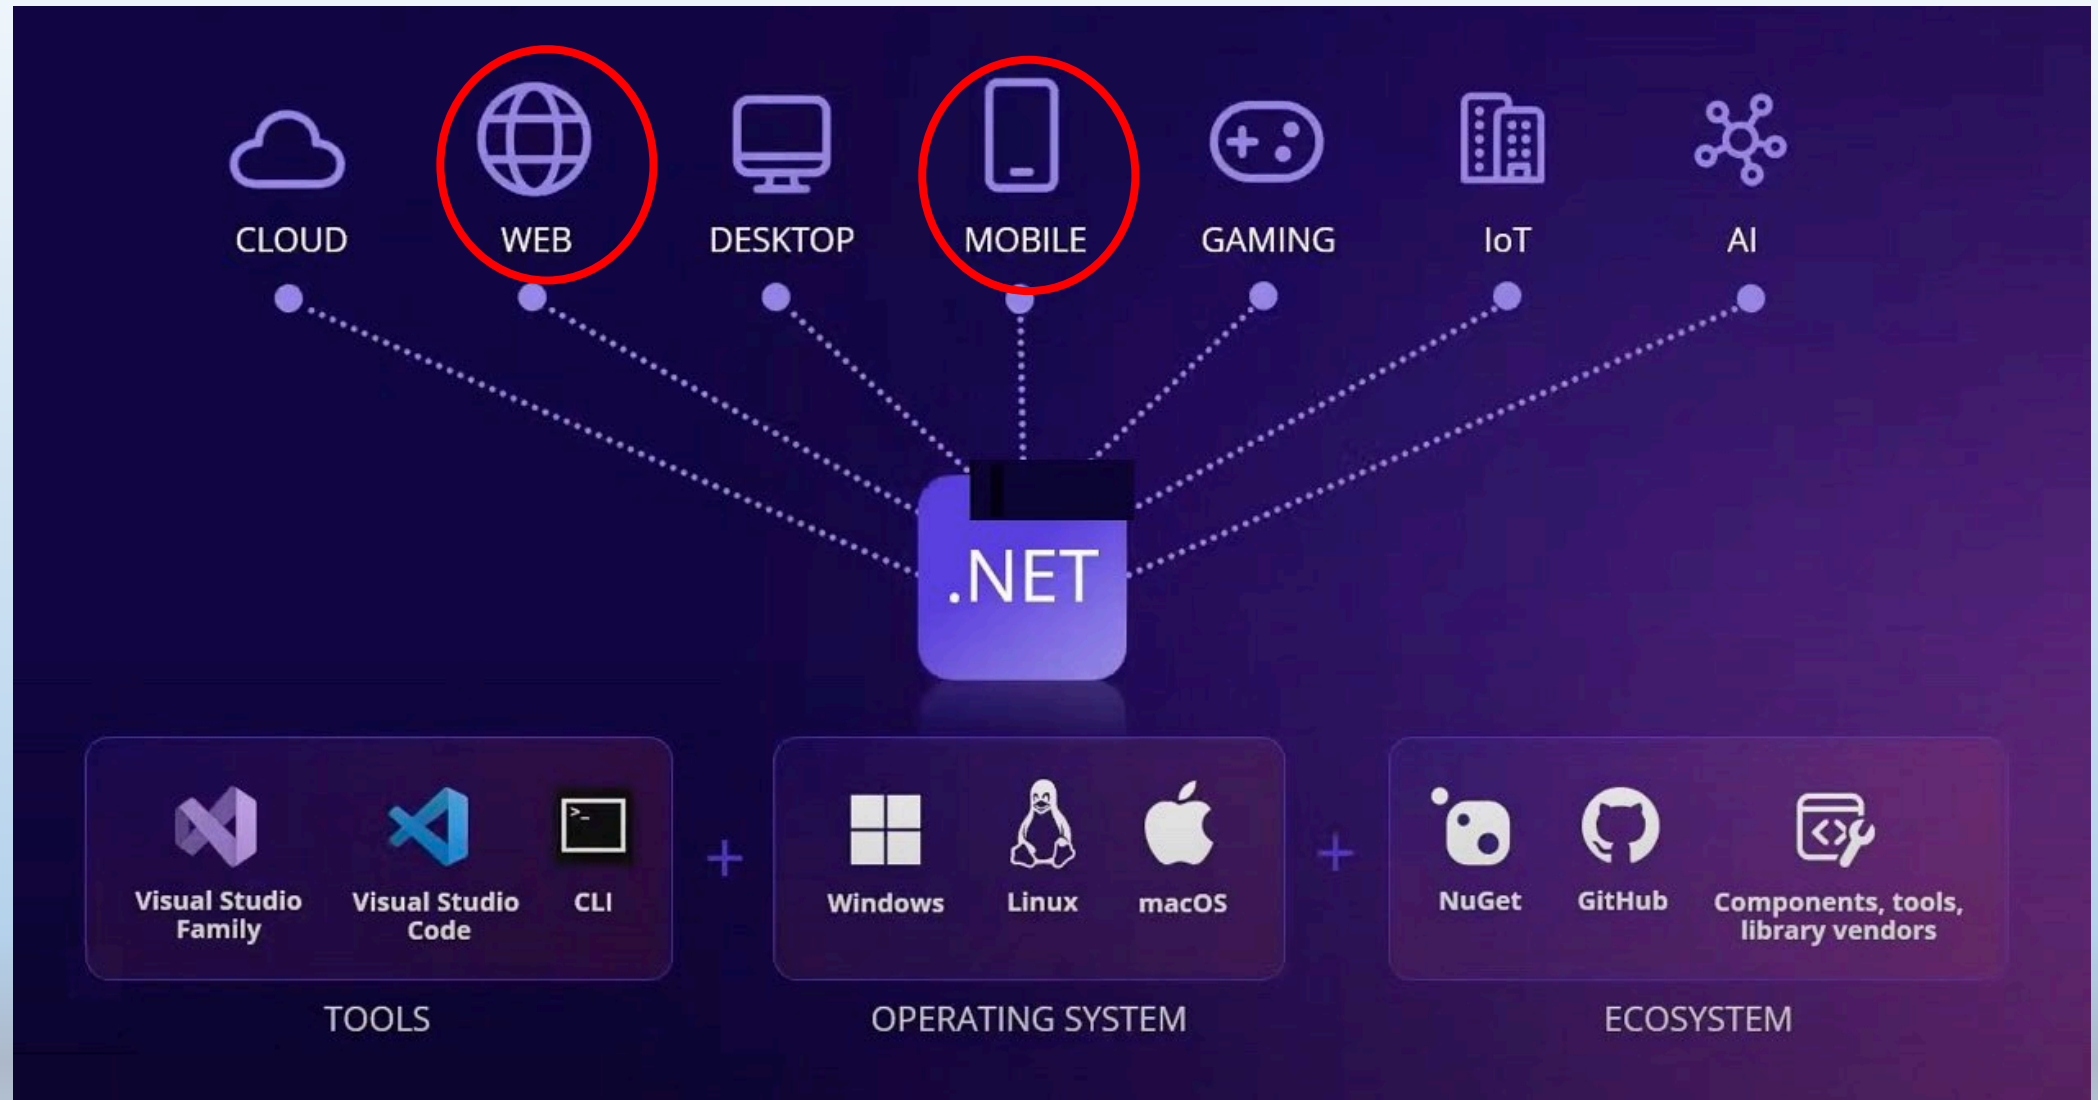 CLOUD
WEB
DESKTOP
MOBILE
GAMING
IoT
AI
.NET
>_
Visual Studio
Family
Visual Studio
Code
CLI
Windows
Linux
macOS
NuGet
GitHub
Components, tools,
library vendors
TOOLS
OPERATING SYSTEM
ECOSYSTEM